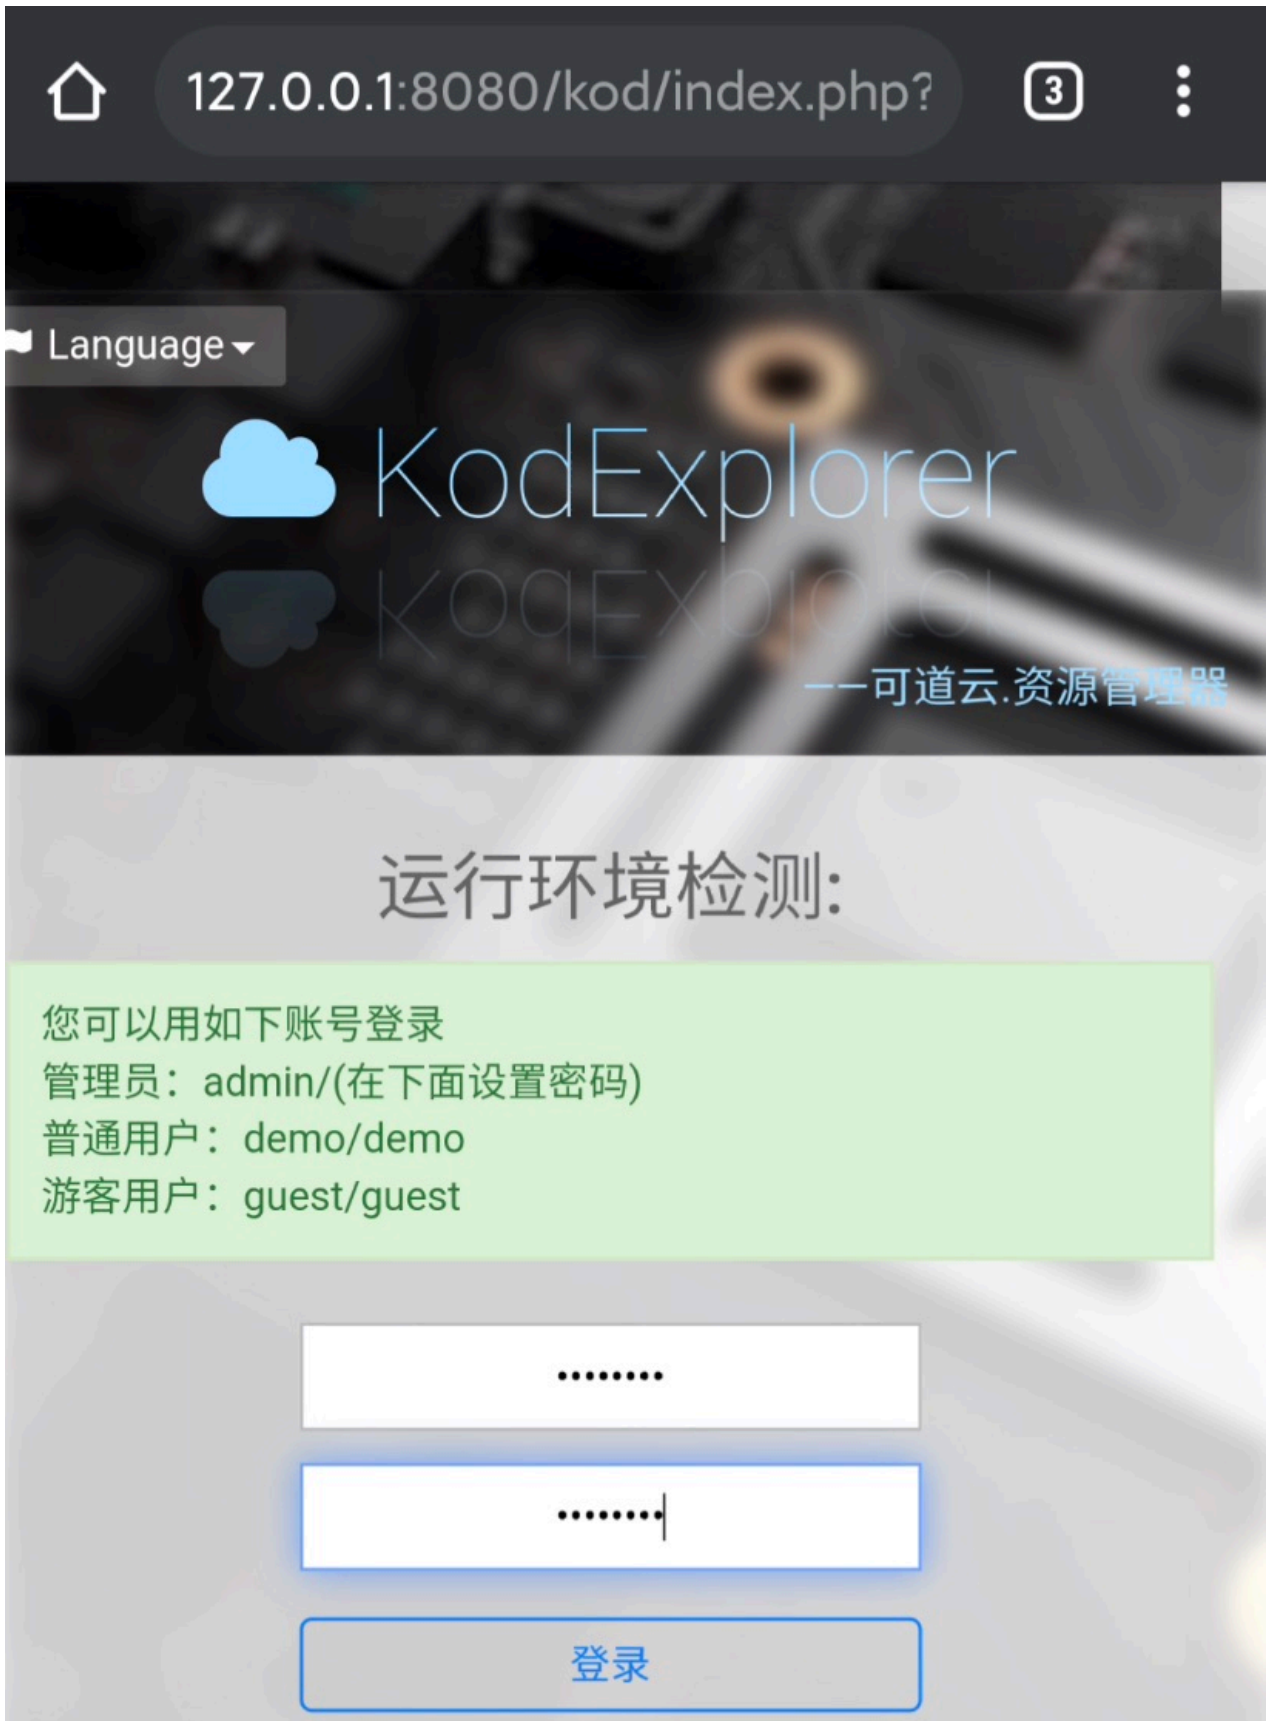 127.0.0.1:8080/kod/index.php?
3
Language
KodExplorer
——可道云.资源管理器
运行环境检测:
您可以用如下账号登录
管理员：admin/(在下面设置密码)
普通用户：demo/demo
游客用户：guest/guest
••••••••
••••••••
登录